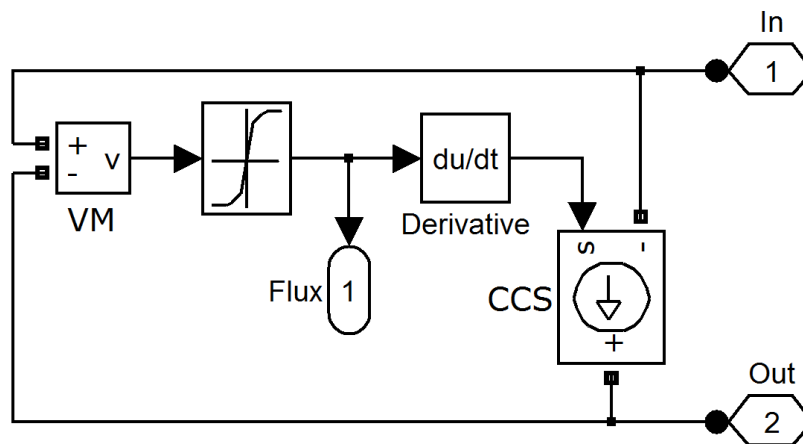 In
1
+
v
-
VM
du/dt
Derivative
Flux
1
s
-
CCS
+
Out
2